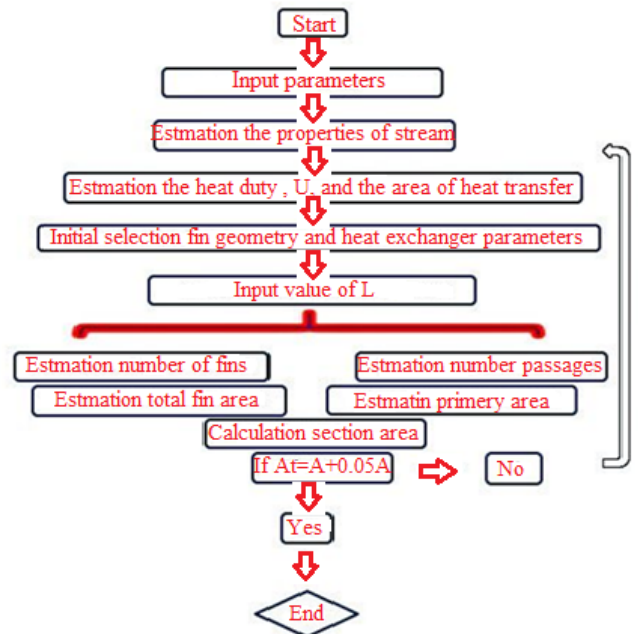 Start
Input parameters
Estmation the properties of stream
Estmation the heat duty , U, and the area of heat transfer
Initial selection fin geometry and heat exchanger parameters
Input value of L
Estmation number of fins
Estmation number passages
Estmation total fin area
Estmatin primery area
Calculation section area
If At=A+0.05A
No
Yes
End